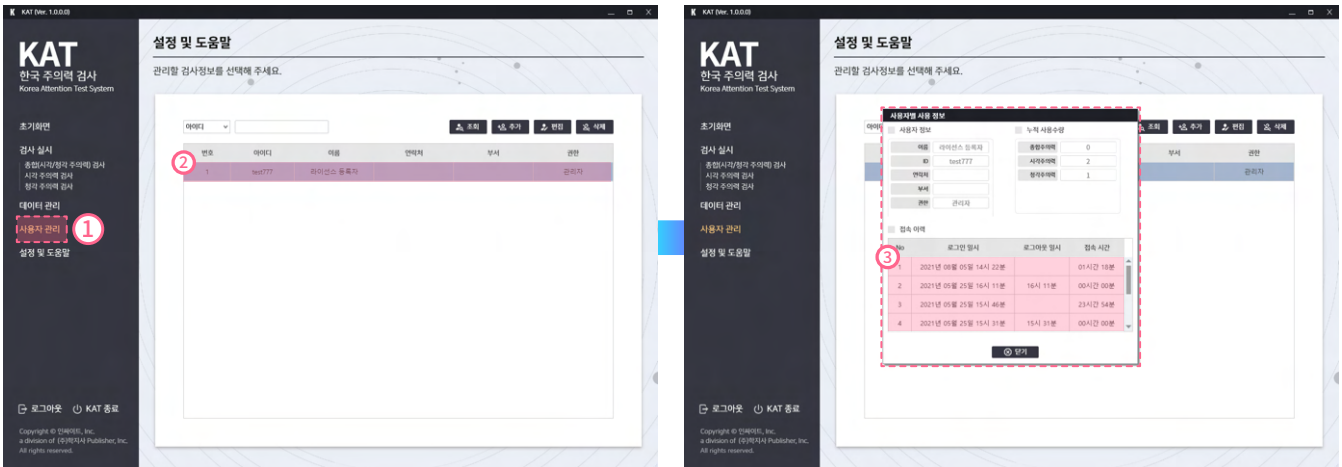 K KAT (Ver. 1.0.0.0)
KAT
한국 주의력 검사
Korea Attention Test System
초기화면
검사 실시
종합(시각/청각 주의력) 검사
시각 주의력 검사
청각 주의력 검사
데이터 관리
사용자 관리
1
설정 및 도움말
로그아웃 KAT 종료
Copyright © 인싸이트, Inc.
a division of (주)학지사 Publisher, Inc.
All rights reserved.
설정 및 도움말
관리할 검사정보를 선택해 주세요.
아이디 조회 추가 편집 삭제
번호 아이디 이름 연락처 부서 권한
2
1 test777 라이선스 등록자 관리자
K KAT (Ver. 1.0.0.0)
KAT
한국 주의력 검사
Korea Attention Test System
초기화면
검사 실시
종합(시각/청각 주의력) 검사
시각 주의력 검사
청각 주의력 검사
데이터 관리
사용자 관리
설정 및 도움말
로그아웃 KAT 종료
Copyright © 인싸이트, Inc.
a division of (주)학지사 Publisher, Inc.
All rights reserved.
설정 및 도움말
관리할 검사정보를 선택해 주세요.
조회 추가 편집 삭제
부서 권한
관리자
사용자별 사용 정보
사용자 정보 누적 사용수량
이름 라이선스 등록자 종합주의력 0
ID test777 시각주의력 2
연락처 청각주의력 1
부서
권한 관리자
접속 이력
No 로그인 일시 로그아웃 일시 접속 시간
3
1 2021년 08월 05일 14시 22분 01시간 18분
2 2021년 05월 25일 16시 11분 16시 11분 00시간 00분
3 2021년 05월 25일 15시 46분 23시간 54분
4 2021년 05월 25일 15시 31분 15시 31분 00시간 00분
닫기